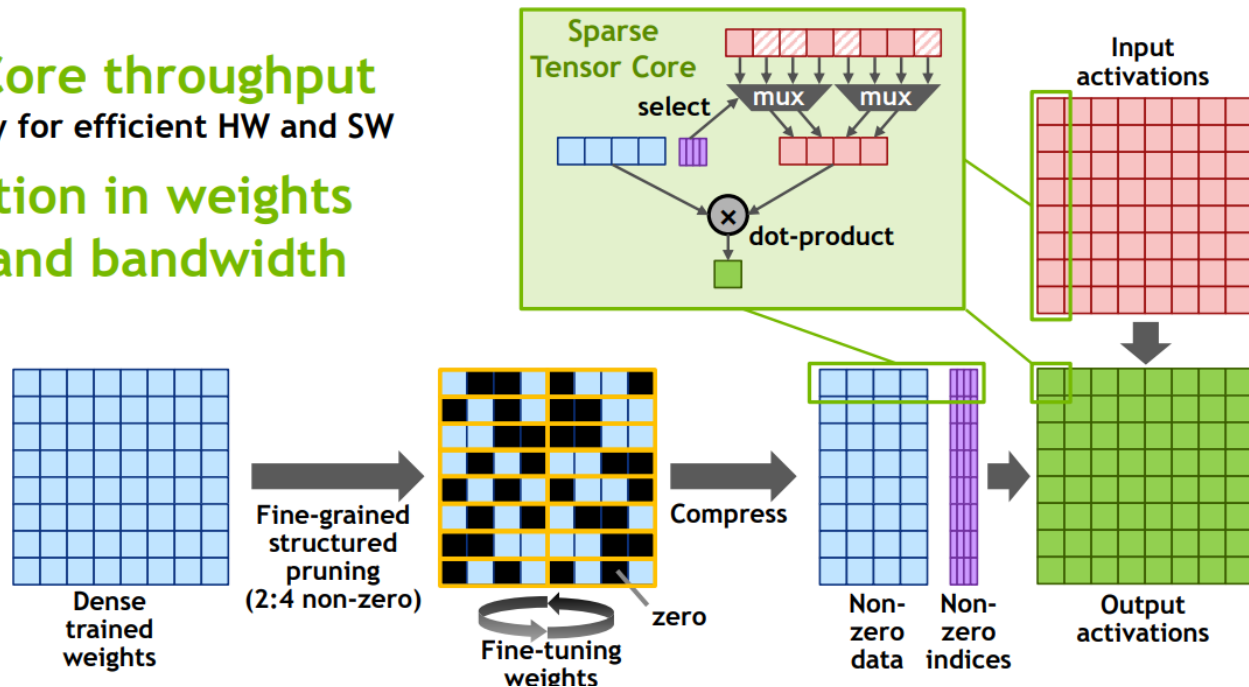 Core throughput
y for efficient HW and SW
tion in weights
and bandwidth
Sparse
Tensor Core
select
mux mux
×
dot-product
Input
activations
Dense
trained
weights
Fine-grained
structured
pruning
(2:4 non-zero)
zero
Fine-tuning
weights
Compress
Non-
zero
data
Non-
zero
indices
Output
activations